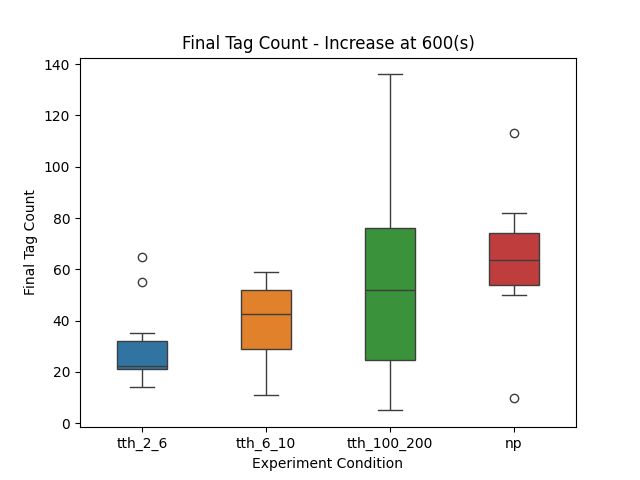 Final Tag Count - Increase at 600(s)
Final Tag Count
140
120
100
80
60
40
20
0
tth_2_6 tth_6_10 tth_100_200 np
Experiment Condition